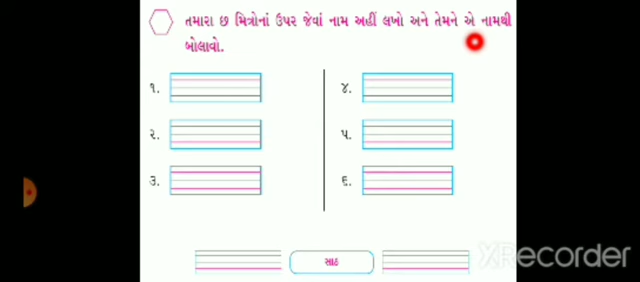 તમારા છ મિત્રોનાં ઉપર જેવાં નામ અહીં લખો અને તેમને એ નામથી
બોલાવો.
૧.
૨.
૩.
૪.
૫.
૬.
સાઠ
XRecorder